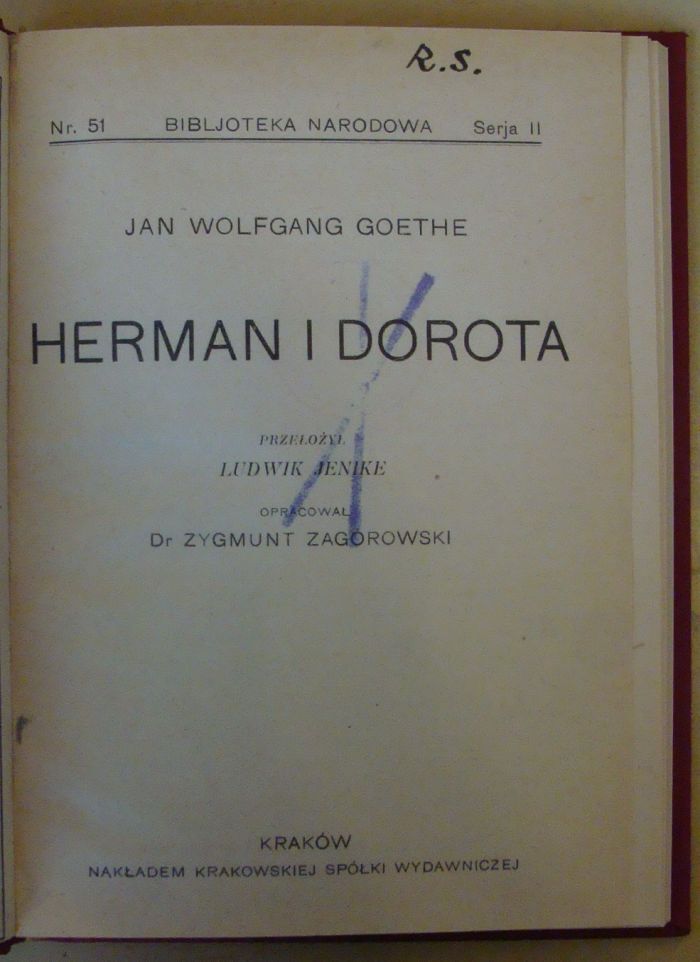 R.S.
Nr. 51 BIBLJOTEKA NARODOWA Serja II
JAN WOLFGANG GOETHE
HERMAN I DOROTA
PRZEŁOŻYŁ
LUDWIK JENIKE
OPRACOWAŁ
Dr ZYGMUNT ZAGÓROWSKI
KRAKÓW
NAKŁADEM KRAKOWSKIEJ SPÓŁKI WYDAWNICZEJ